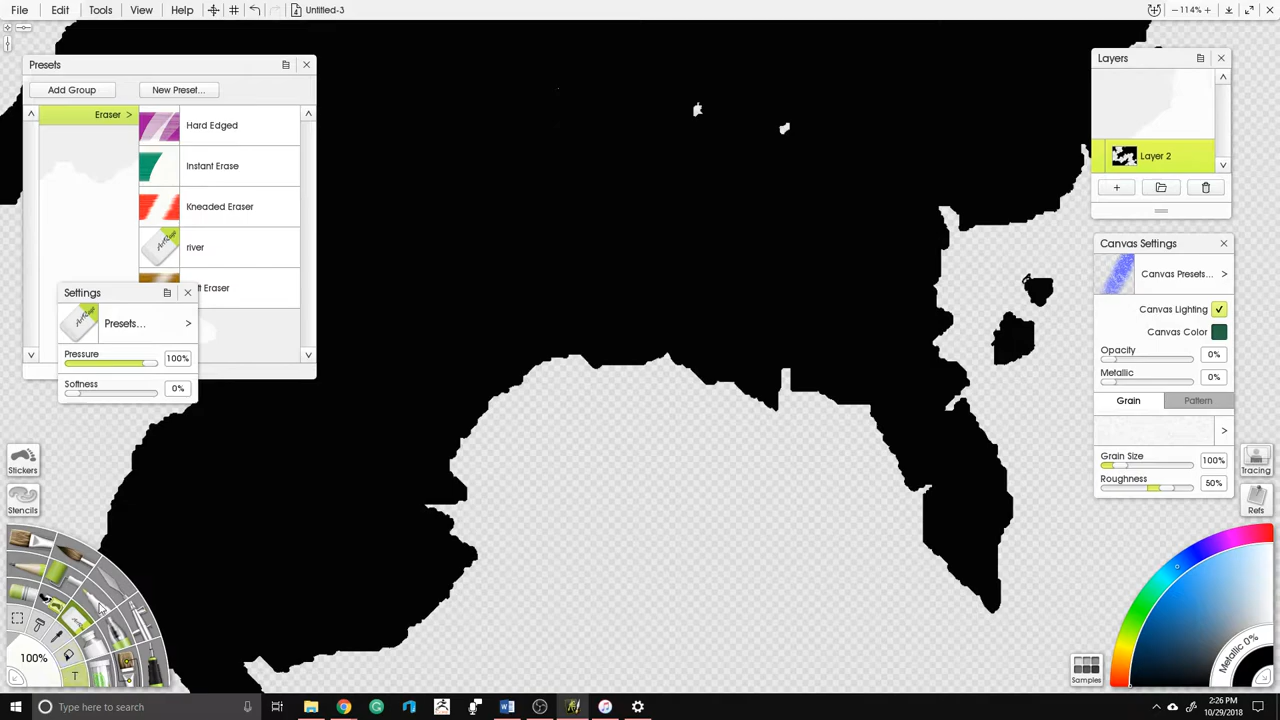 File Edit Tools View Help Untitled-3 114%
Presets
Add Group New Preset...
Eraser >
Hard Edged
Instant Erase
Kneaded Eraser
river
ft Eraser
Settings
Presets... >
Pressure
100%
Softness
0%
Layers
Layer 2
Canvas Settings
Canvas Presets... >
Canvas Lighting
Canvas Color
Opacity
0%
Metallic
0%
Grain Pattern
Grain Size
100%
Roughness
50%
Stickers
Stencils
Tracing
Refs
100%
T
Samples
Metallic 0%
Type here to search
2:26 PM
10/29/2018